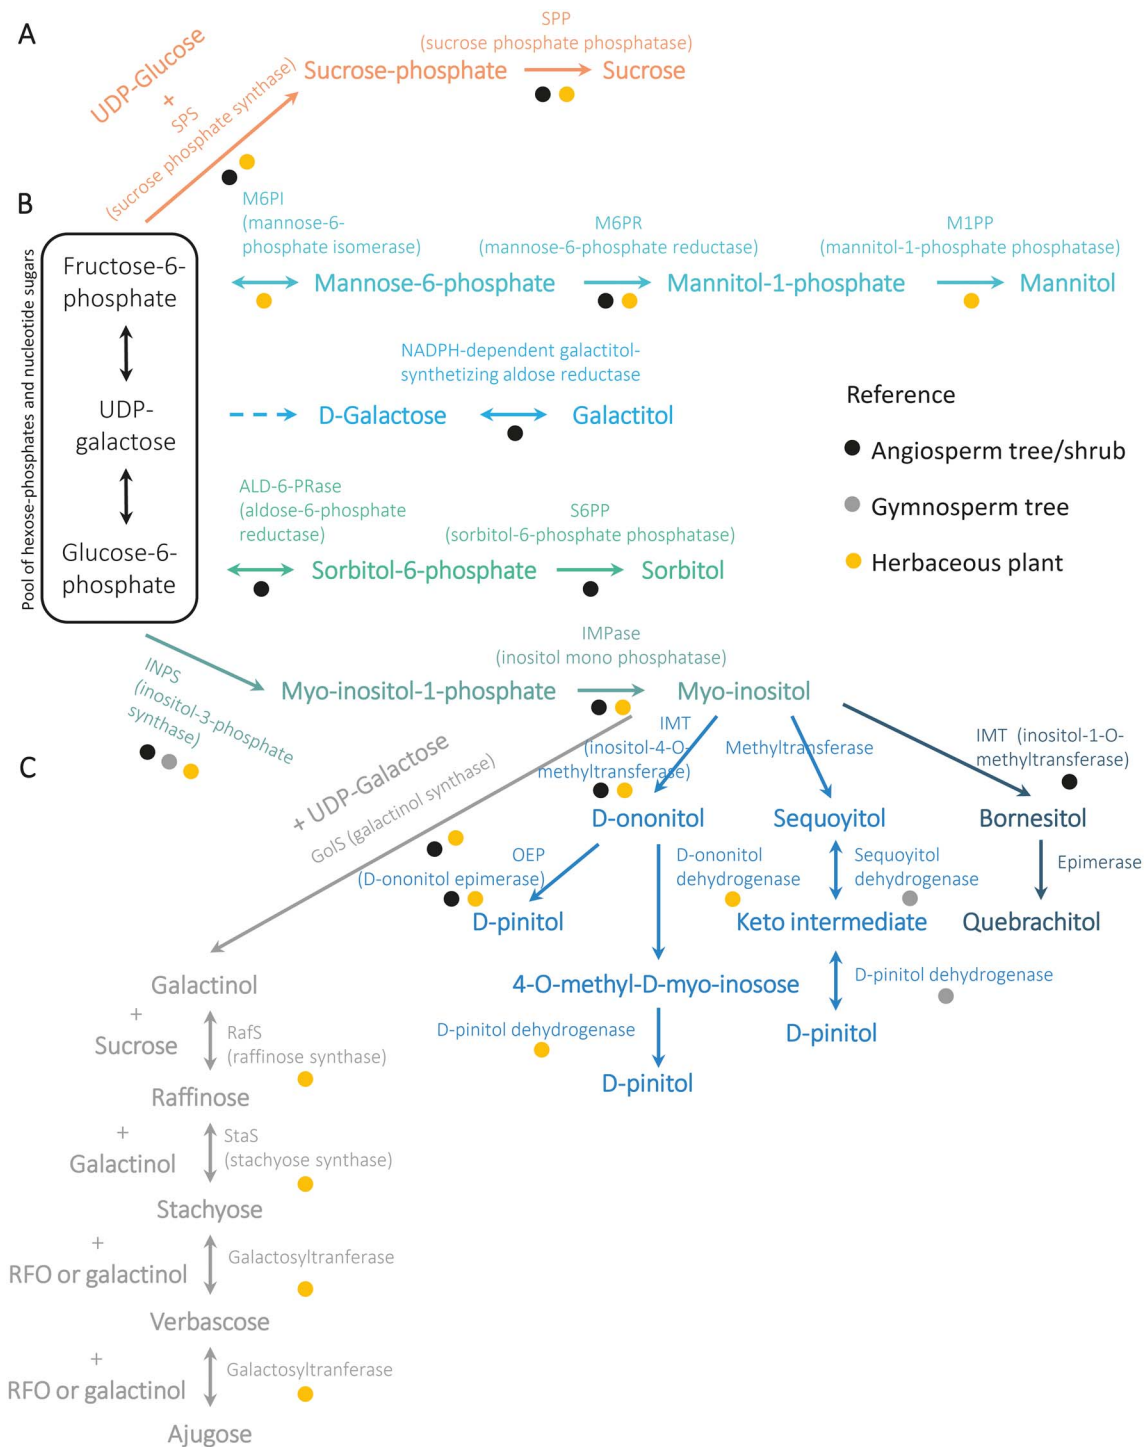 A
UDP-Glucose
+
SPS
(sucrose phosphate synthase)
SPP
(sucrose phosphate phosphatase)
Sucrose-phosphate
Sucrose
B
Pool of hexose-phosphates and nucleotide sugars
Fructose-6-
phosphate
UDP-
galactose
Glucose-6-
phosphate
M6PI
(mannose-6-
phosphate isomerase)
Mannose-6-phosphate
M6PR
(mannose-6-phosphate reductase)
Mannitol-1-phosphate
M1PP
(mannitol-1-phosphate phosphatase)
Mannitol
NADPH-dependent galactitol-
synthetizing aldose reductase
D-Galactose
Galactitol
Reference
Angiosperm tree/shrub
Gymnosperm tree
Herbaceous plant
ALD-6-PRase
(aldose-6-phosphate
reductase)
Sorbitol-6-phosphate
S6PP
(sorbitol-6-phosphate phosphatase)
Sorbitol
INPS
(inositol-3-phosphate
synthase)
Myo-inositol-1-phosphate
IMPase
(inositol mono phosphatase)
Myo-inositol
C
+ UDP-Galactose
GolS (galactinol synthase)
IMT
(inositol-4-O-
methyltransferase)
Methyltransferase
IMT (inositol-1-O-
methyltransferase)
D-ononitol
Sequoyitol
Bornesitol
OEP
(D-ononitol epimerase)
D-ononitol
dehydrogenase
Sequoyitol
dehydrogenase
Epimerase
D-pinitol
Keto intermediate
Quebrachitol
4-O-methyl-D-myo-inosose
D-pinitol dehydrogenase
D-pinitol
D-pinitol dehydrogenase
D-pinitol
Galactinol
+
Sucrose
RafS
(raffinose synthase)
Raffinose
+
Galactinol
StaS
(stachyose synthase)
Stachyose
+
RFO or galactinol
Galactosyltranferase
Verbascose
+
RFO or galactinol
Galactosyltranferase
Ajugose